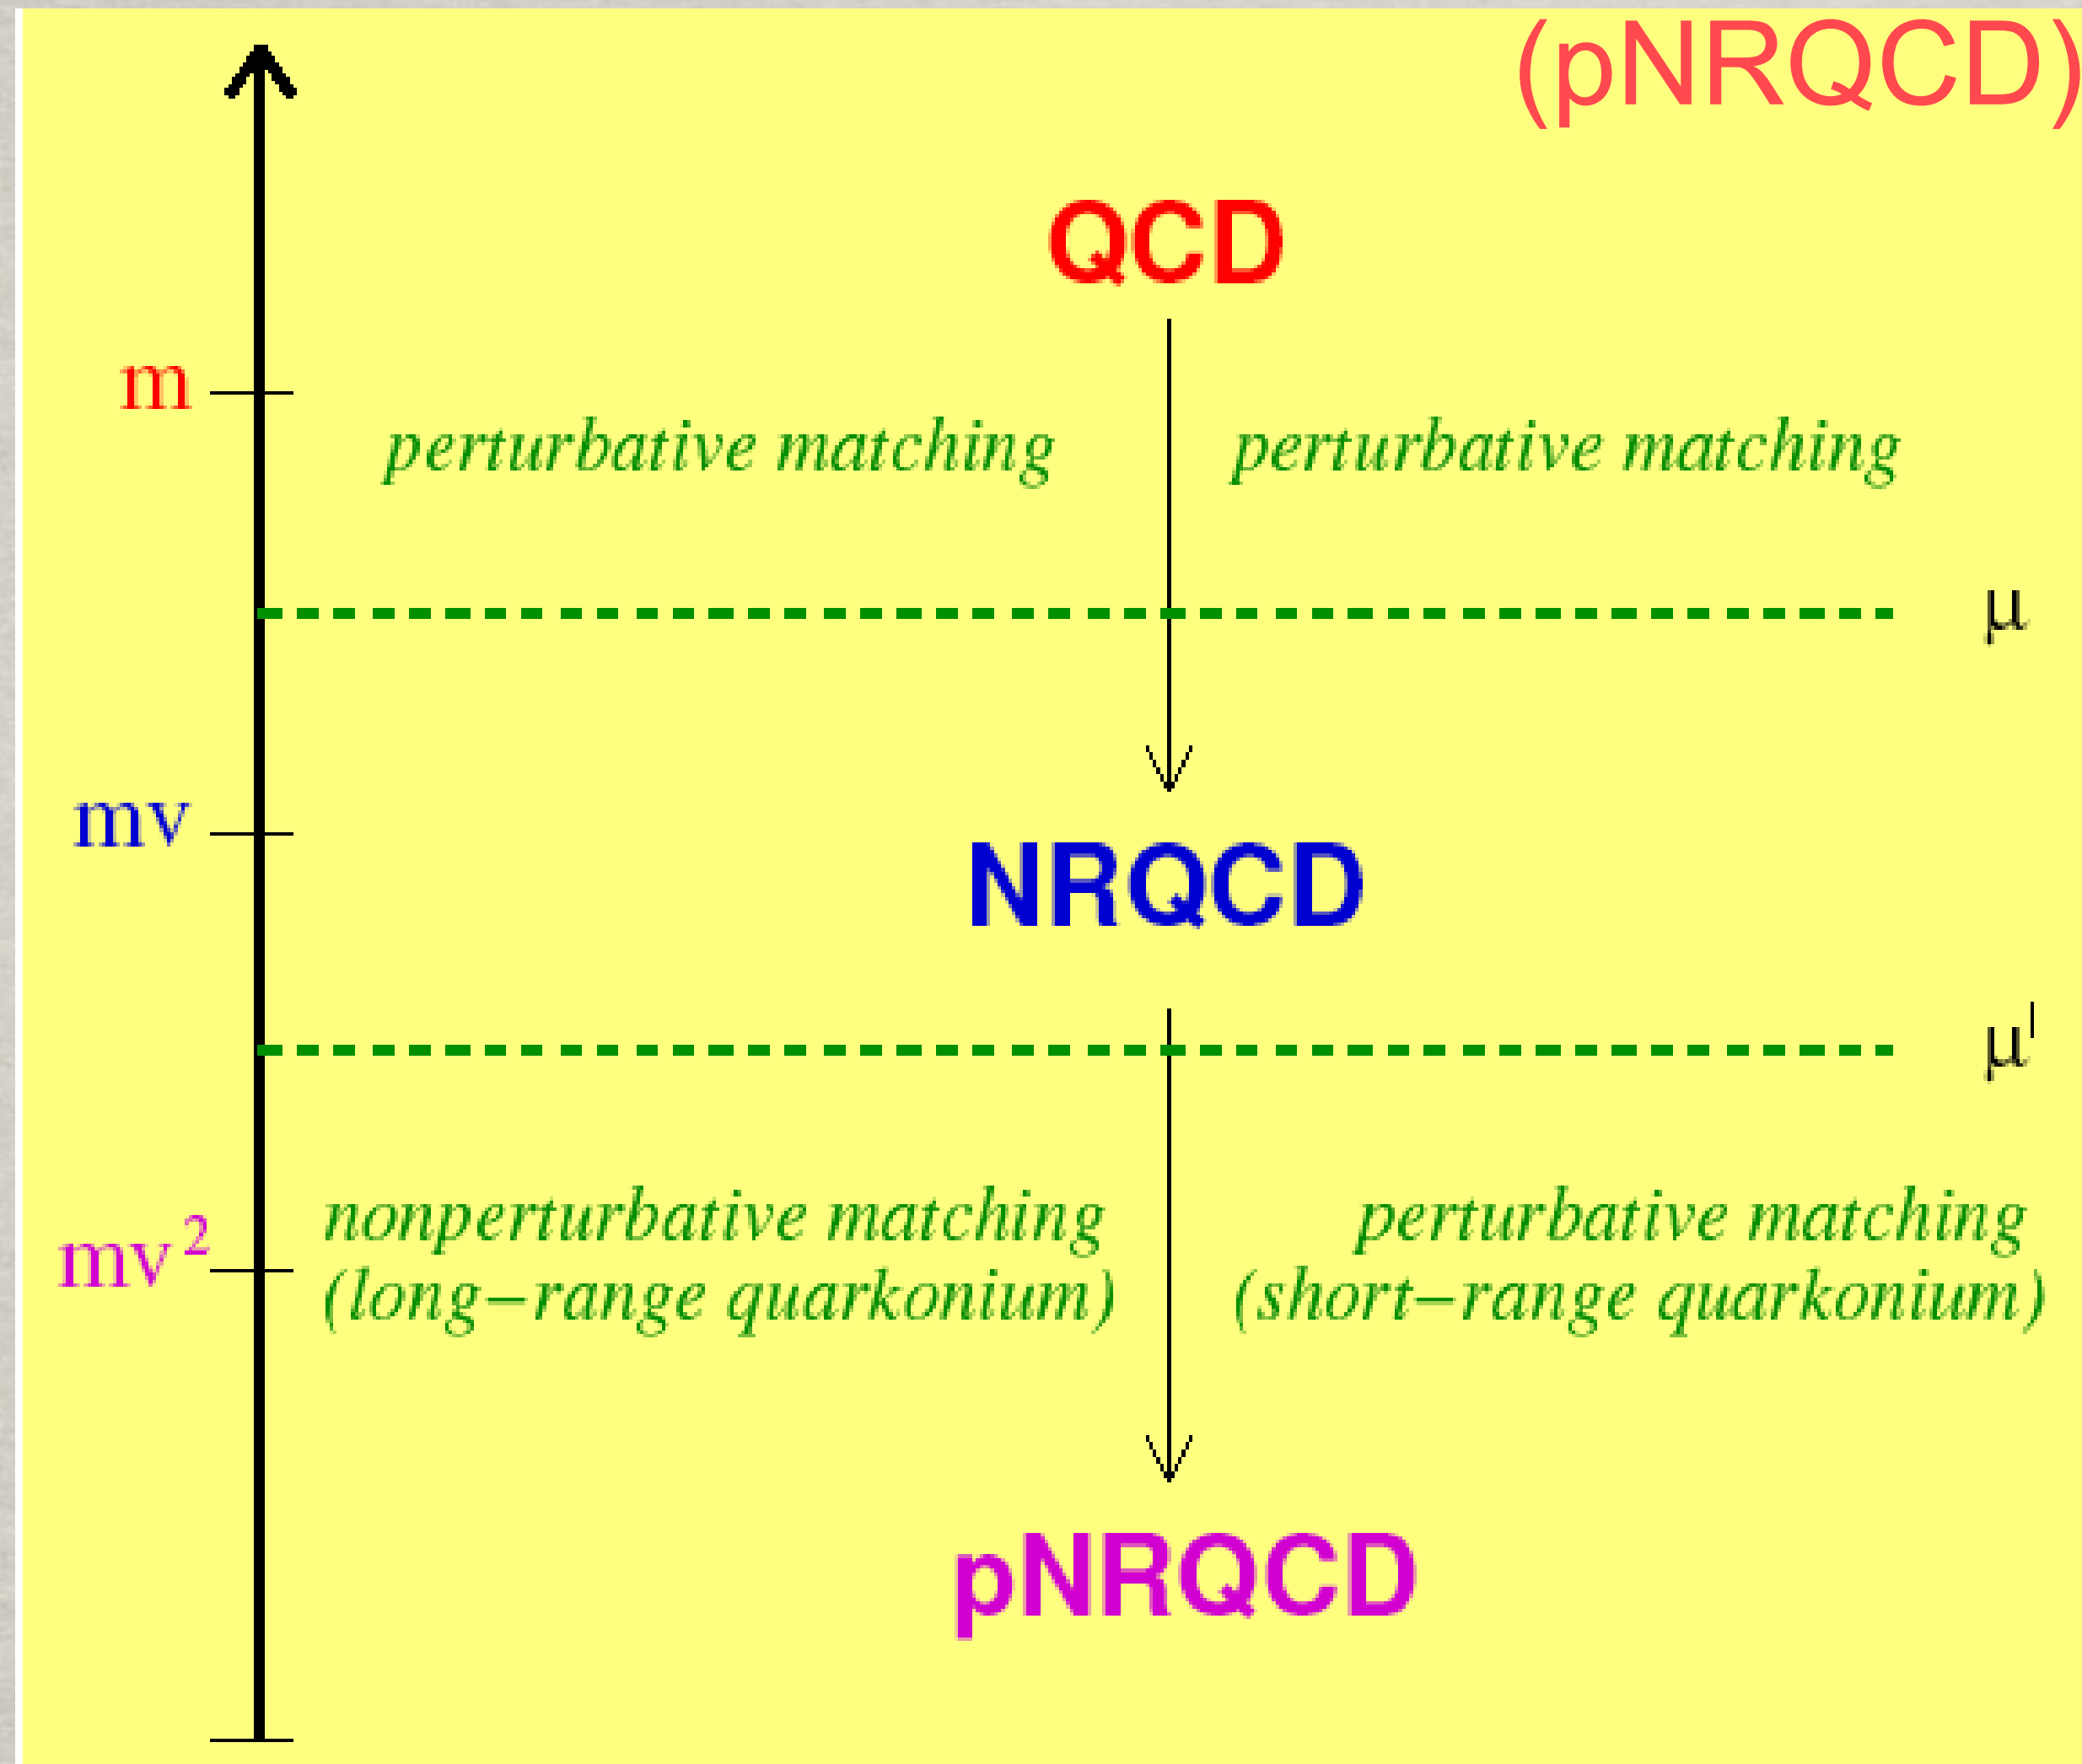 (pNRQCD)
QCD
m
perturbative matching perturbative matching
μ
mv
NRQCD
μ'
nonperturbative matching perturbative matching
mv²
(long–range quarkonium) (short–range quarkonium)
pNRQCD